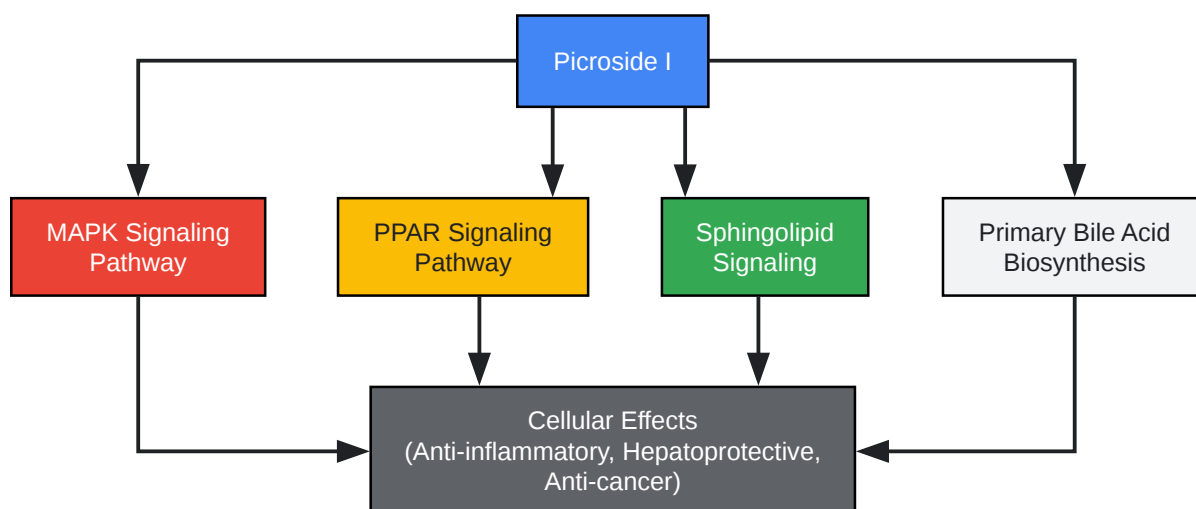 Picroside I
MAPK Signaling
Pathway
PPAR Signaling
Pathway
Sphingolipid
Signaling
Primary Bile Acid
Biosynthesis
Cellular Effects
(Anti-inflammatory, Hepatoprotective,
Anti-cancer)